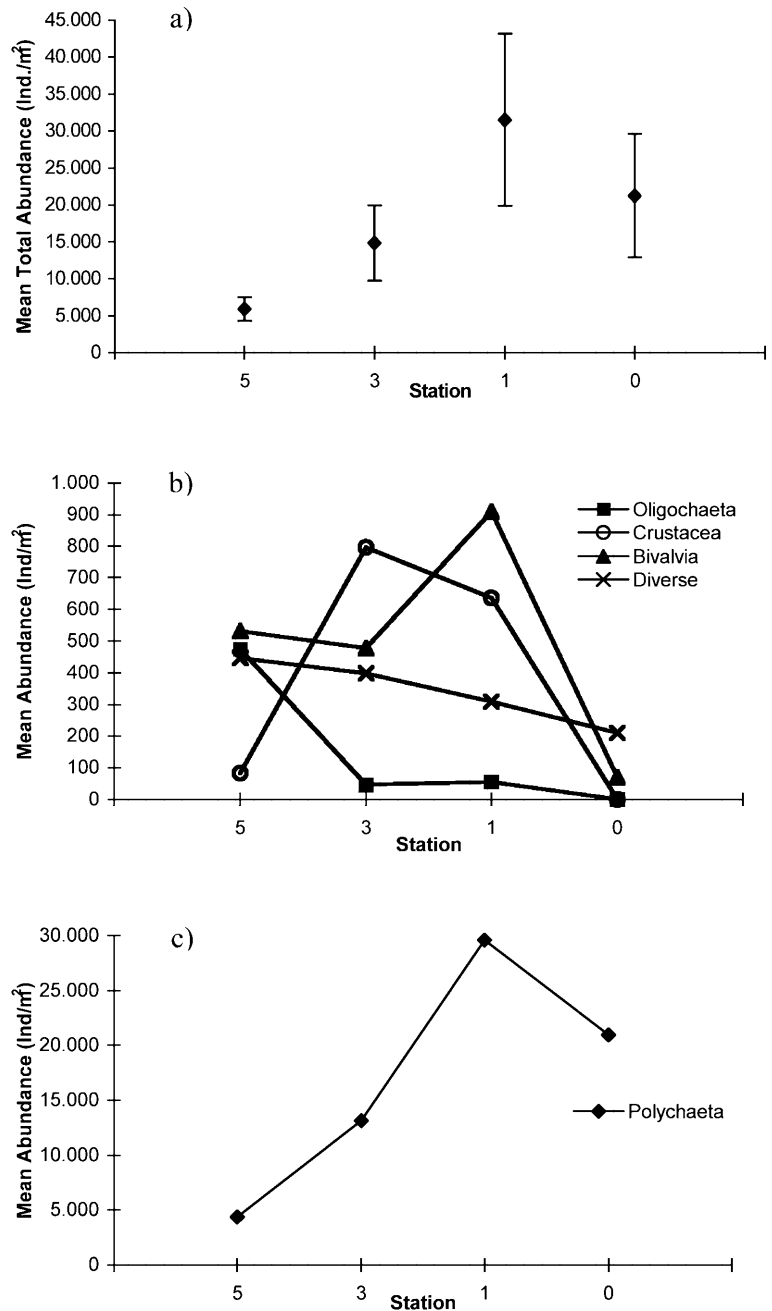 a)
Mean Total Abundance (Ind./m²)
45.000
40.000
35.000
30.000
25.000
20.000
15.000
10.000
5.000
0
5 3 1 0
Station
b)
Mean Abundance (Ind/m²)
1.000
900
800
700
600
500
400
300
200
100
0
Oligochaeta
Crustacea
Bivalvia
Diverse
5 3 1 0
Station
c)
Mean Abundance (Ind/m²)
30.000
25.000
20.000
15.000
10.000
5.000
0
Polychaeta
5 3 1 0
Station